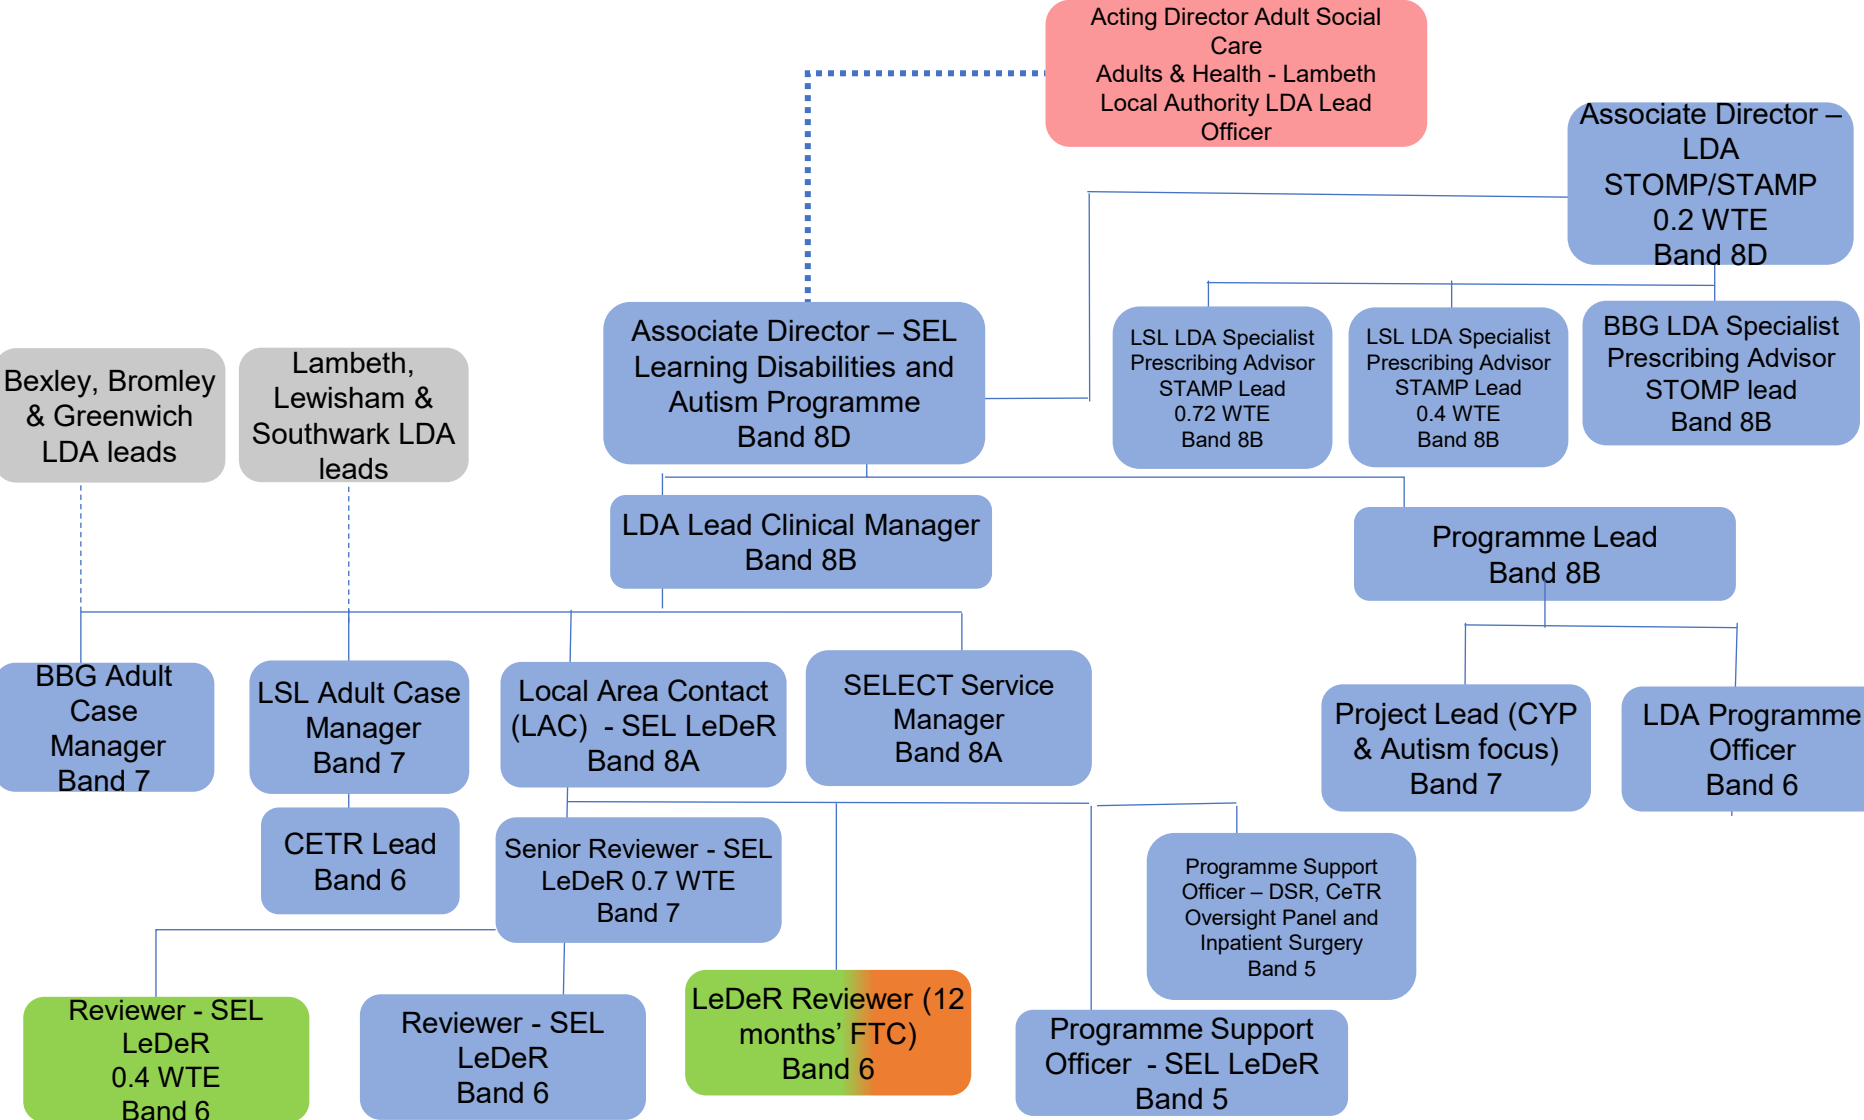 Acting Director Adult Social
Care
Adults & Health - Lambeth
Local Authority LDA Lead
Officer
Associate Director –
LDA
STOMP/STAMP
0.2 WTE
Band 8D
Associate Director – SEL
Learning Disabilities and
Autism Programme
Band 8D
LSL LDA Specialist
Prescribing Advisor
STAMP Lead
0.72 WTE
Band 8B
LSL LDA Specialist
Prescribing Advisor
STAMP Lead
0.4 WTE
Band 8B
BBG LDA Specialist
Prescribing Advisor
STOMP lead
Band 8B
Bexley, Bromley
& Greenwich
LDA leads
Lambeth,
Lewisham &
Southwark LDA
leads
LDA Lead Clinical Manager
Band 8B
Programme Lead
Band 8B
BBG Adult
Case
Manager
Band 7
LSL Adult Case
Manager
Band 7
Local Area Contact
(LAC)  - SEL LeDeR
Band 8A
SELECT Service
Manager
Band 8A
Project Lead (CYP
& Autism focus)
Band 7
LDA Programme
Officer
Band 6
CETR Lead
Band 6
Senior Reviewer - SEL
LeDeR 0.7 WTE
Band 7
Programme Support
Officer – DSR, CeTR
Oversight Panel and
Inpatient Surgery
Band 5
Reviewer - SEL
LeDeR
0.4 WTE
Band 6
Reviewer - SEL
LeDeR
Band 6
LeDeR Reviewer (12
months’ FTC)
Band 6
Programme Support
Officer  - SEL LeDeR
Band 5